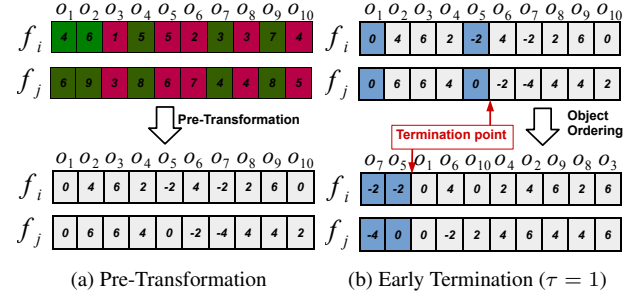 o1 o2 o3 o4 o5 o6 o7 o8 o9 o10
fi 4 6 1 5 5 2 3 3 7 4
fj 6 9 3 8 6 7 4 4 8 5
Pre-Transformation
o1 o2 o3 o4 o5 o6 o7 o8 o9 o10
fi 0 4 6 2 -2 4 -2 2 6 0
fj 0 6 6 4 0 -2 -4 4 4 2
(a) Pre-Transformation
o1 o2 o3 o4 o5 o6 o7 o8 o9 o10
fi 0 4 6 2 -2 4 -2 2 6 0
fj 0 6 6 4 0 -2 -4 4 4 2
Termination point
Object
Ordering
o7 o5 o1 o6 o10 o4 o2 o9 o8 o3
fi -2 -2 0 4 0 2 4 6 2 6
fj -4 0 0 -2 2 4 6 4 4 6
(b) Early Termination (τ = 1)